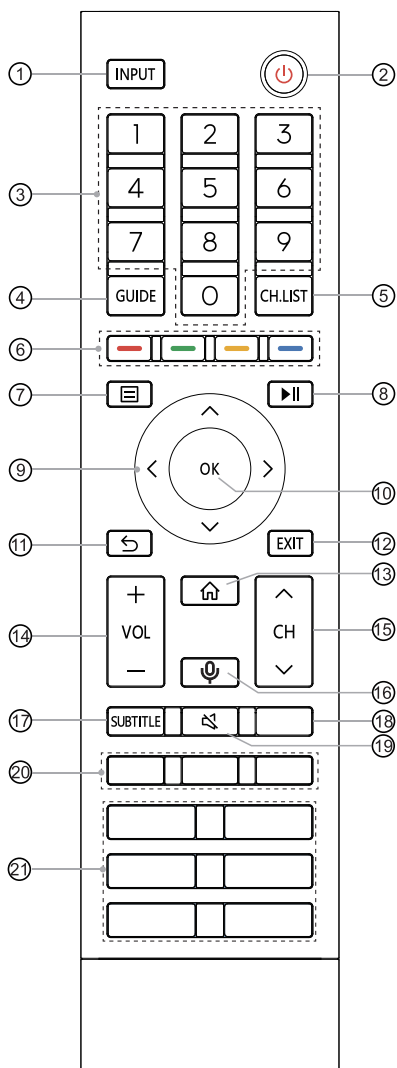 ① INPUT ②
1 2 3
③ 4 5 6
7 8 9
④ GUIDE 0 CH.LIST ⑤
⑥
⑦ ⑧
⑨ OK
⑩
⑪ EXIT ⑫
⑬
+
⑭ VOL CH ⑮
—
⑯
⑰ SUBTITLE ⑱
⑲
⑳
㉑